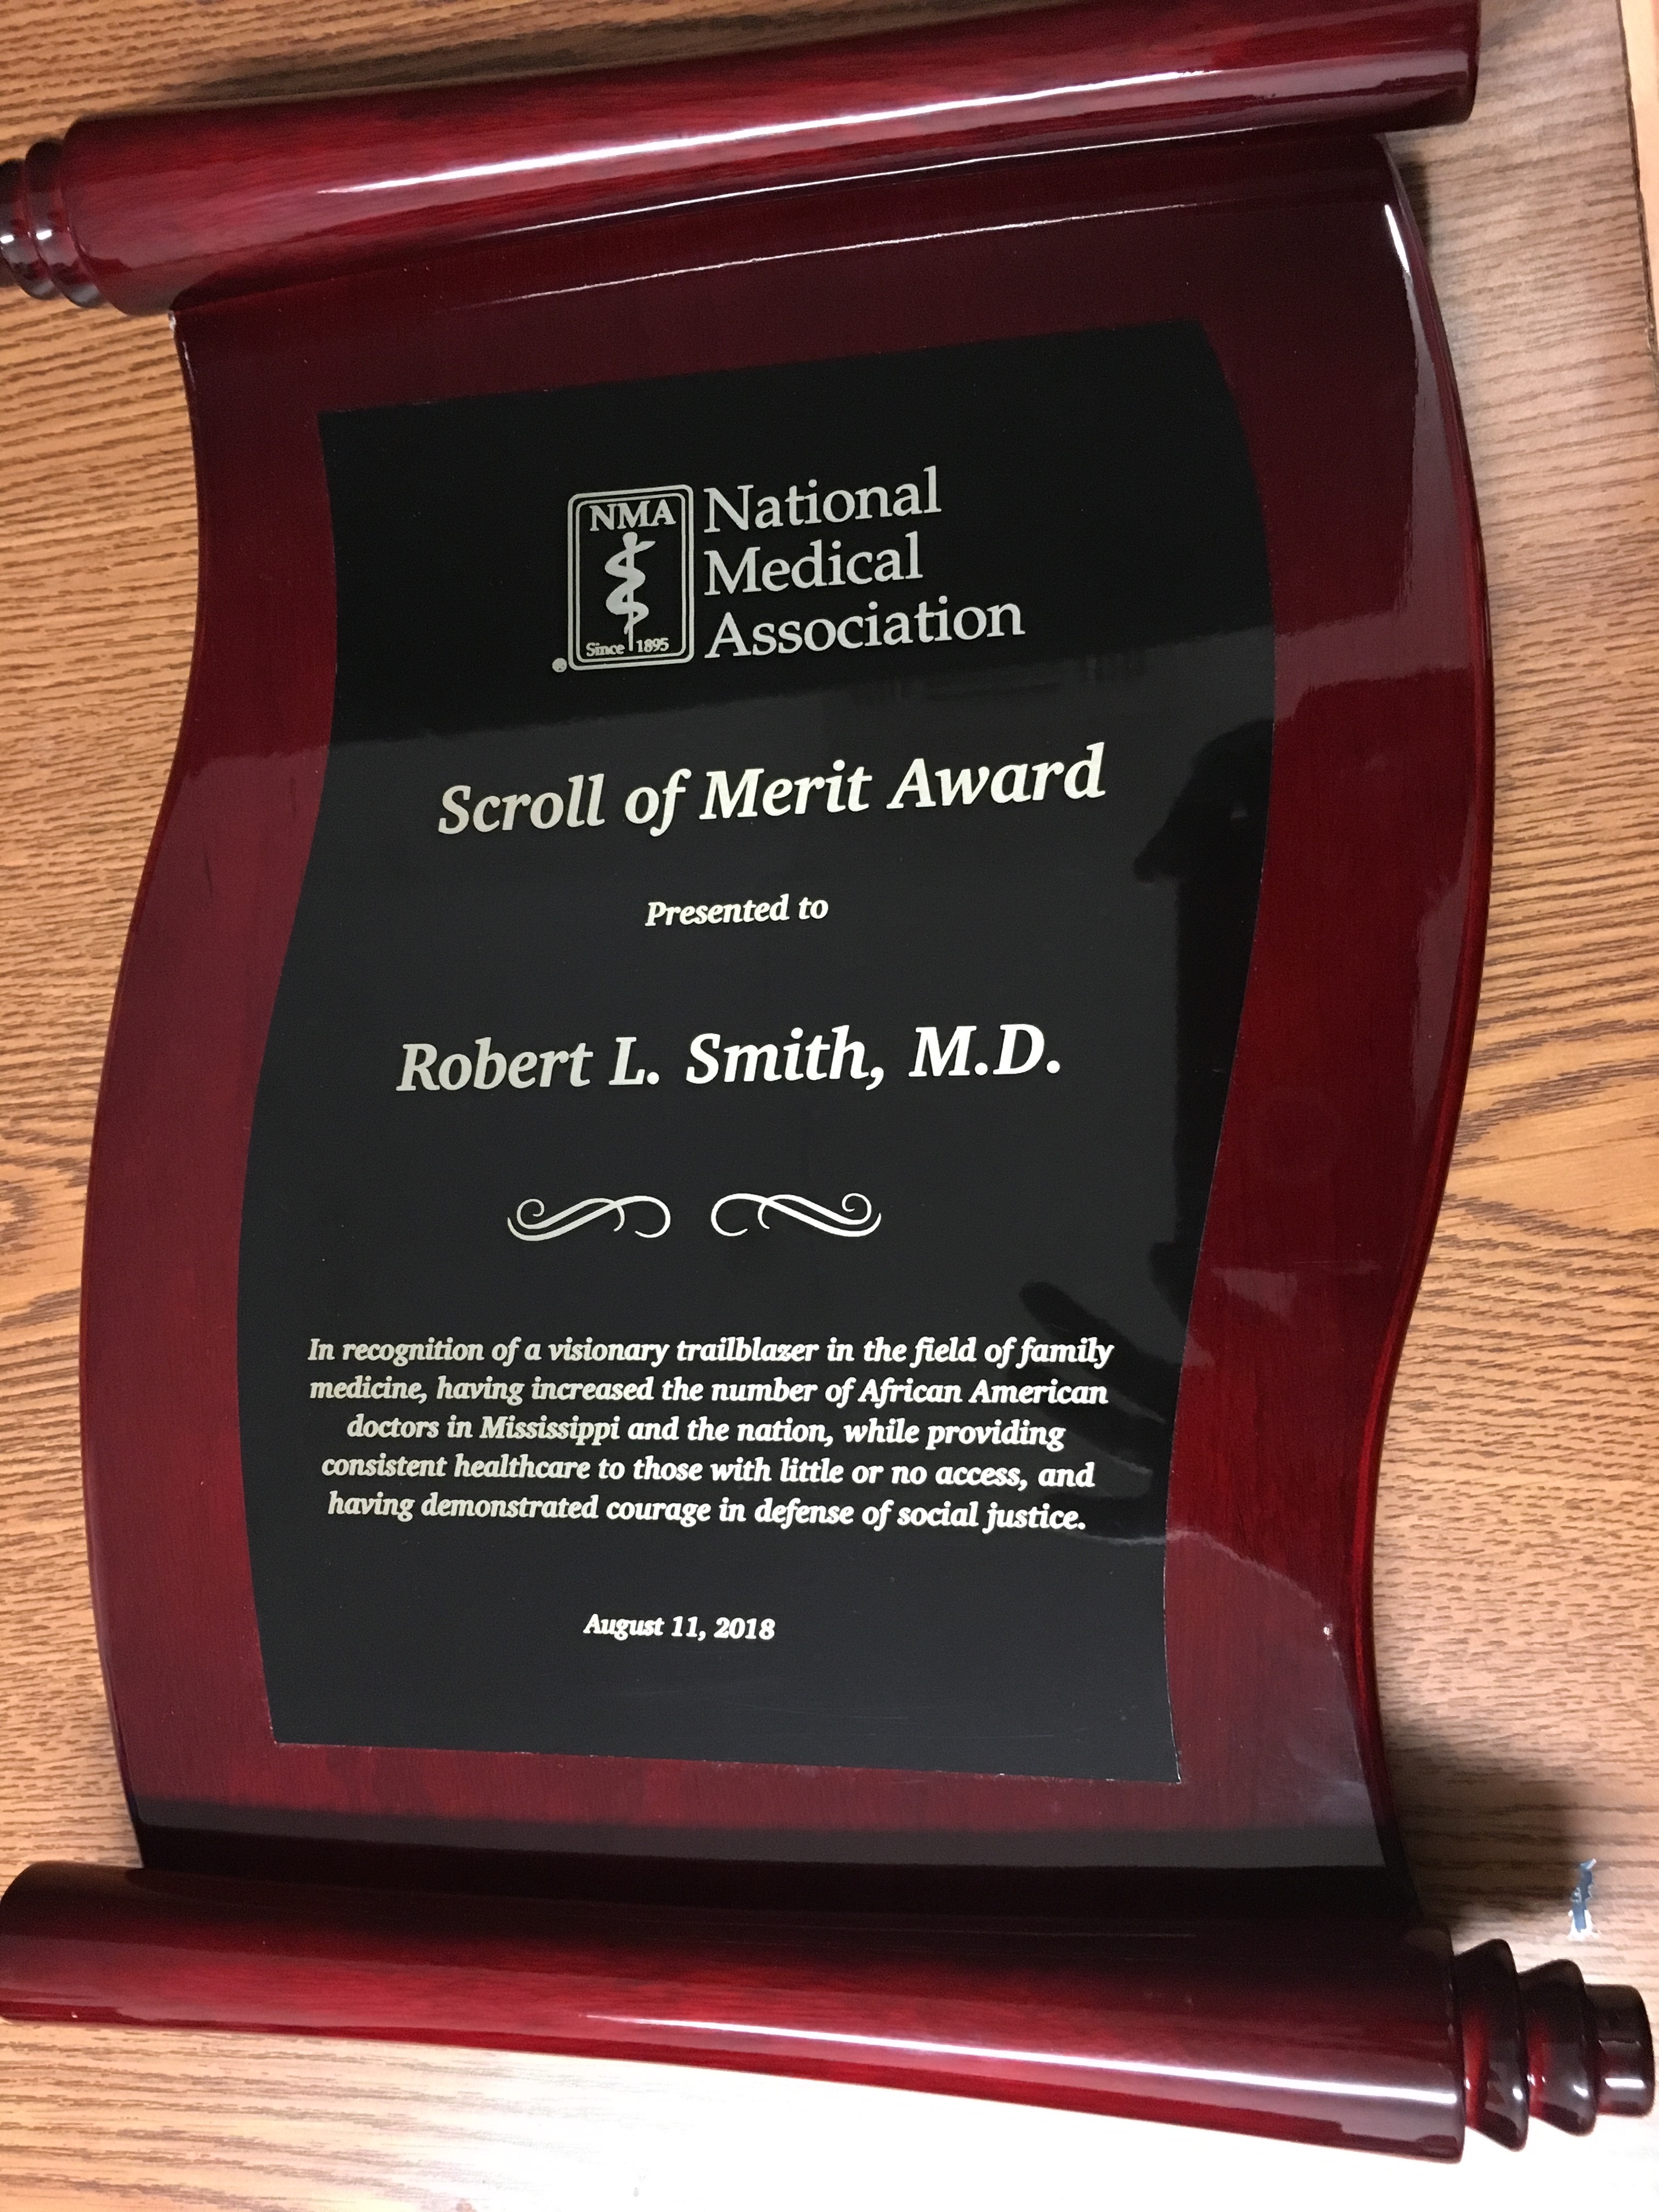 NMA
Since 1895
®
National
Medical
Association
Scroll of Merit Award
Presented to
Robert L. Smith, M.D.
In recognition of a visionary trailblazer in the field of family
medicine, having increased the number of African American
doctors in Mississippi and the nation, while providing
consistent healthcare to those with little or no access, and
having demonstrated courage in defense of social justice.
August 11, 2018